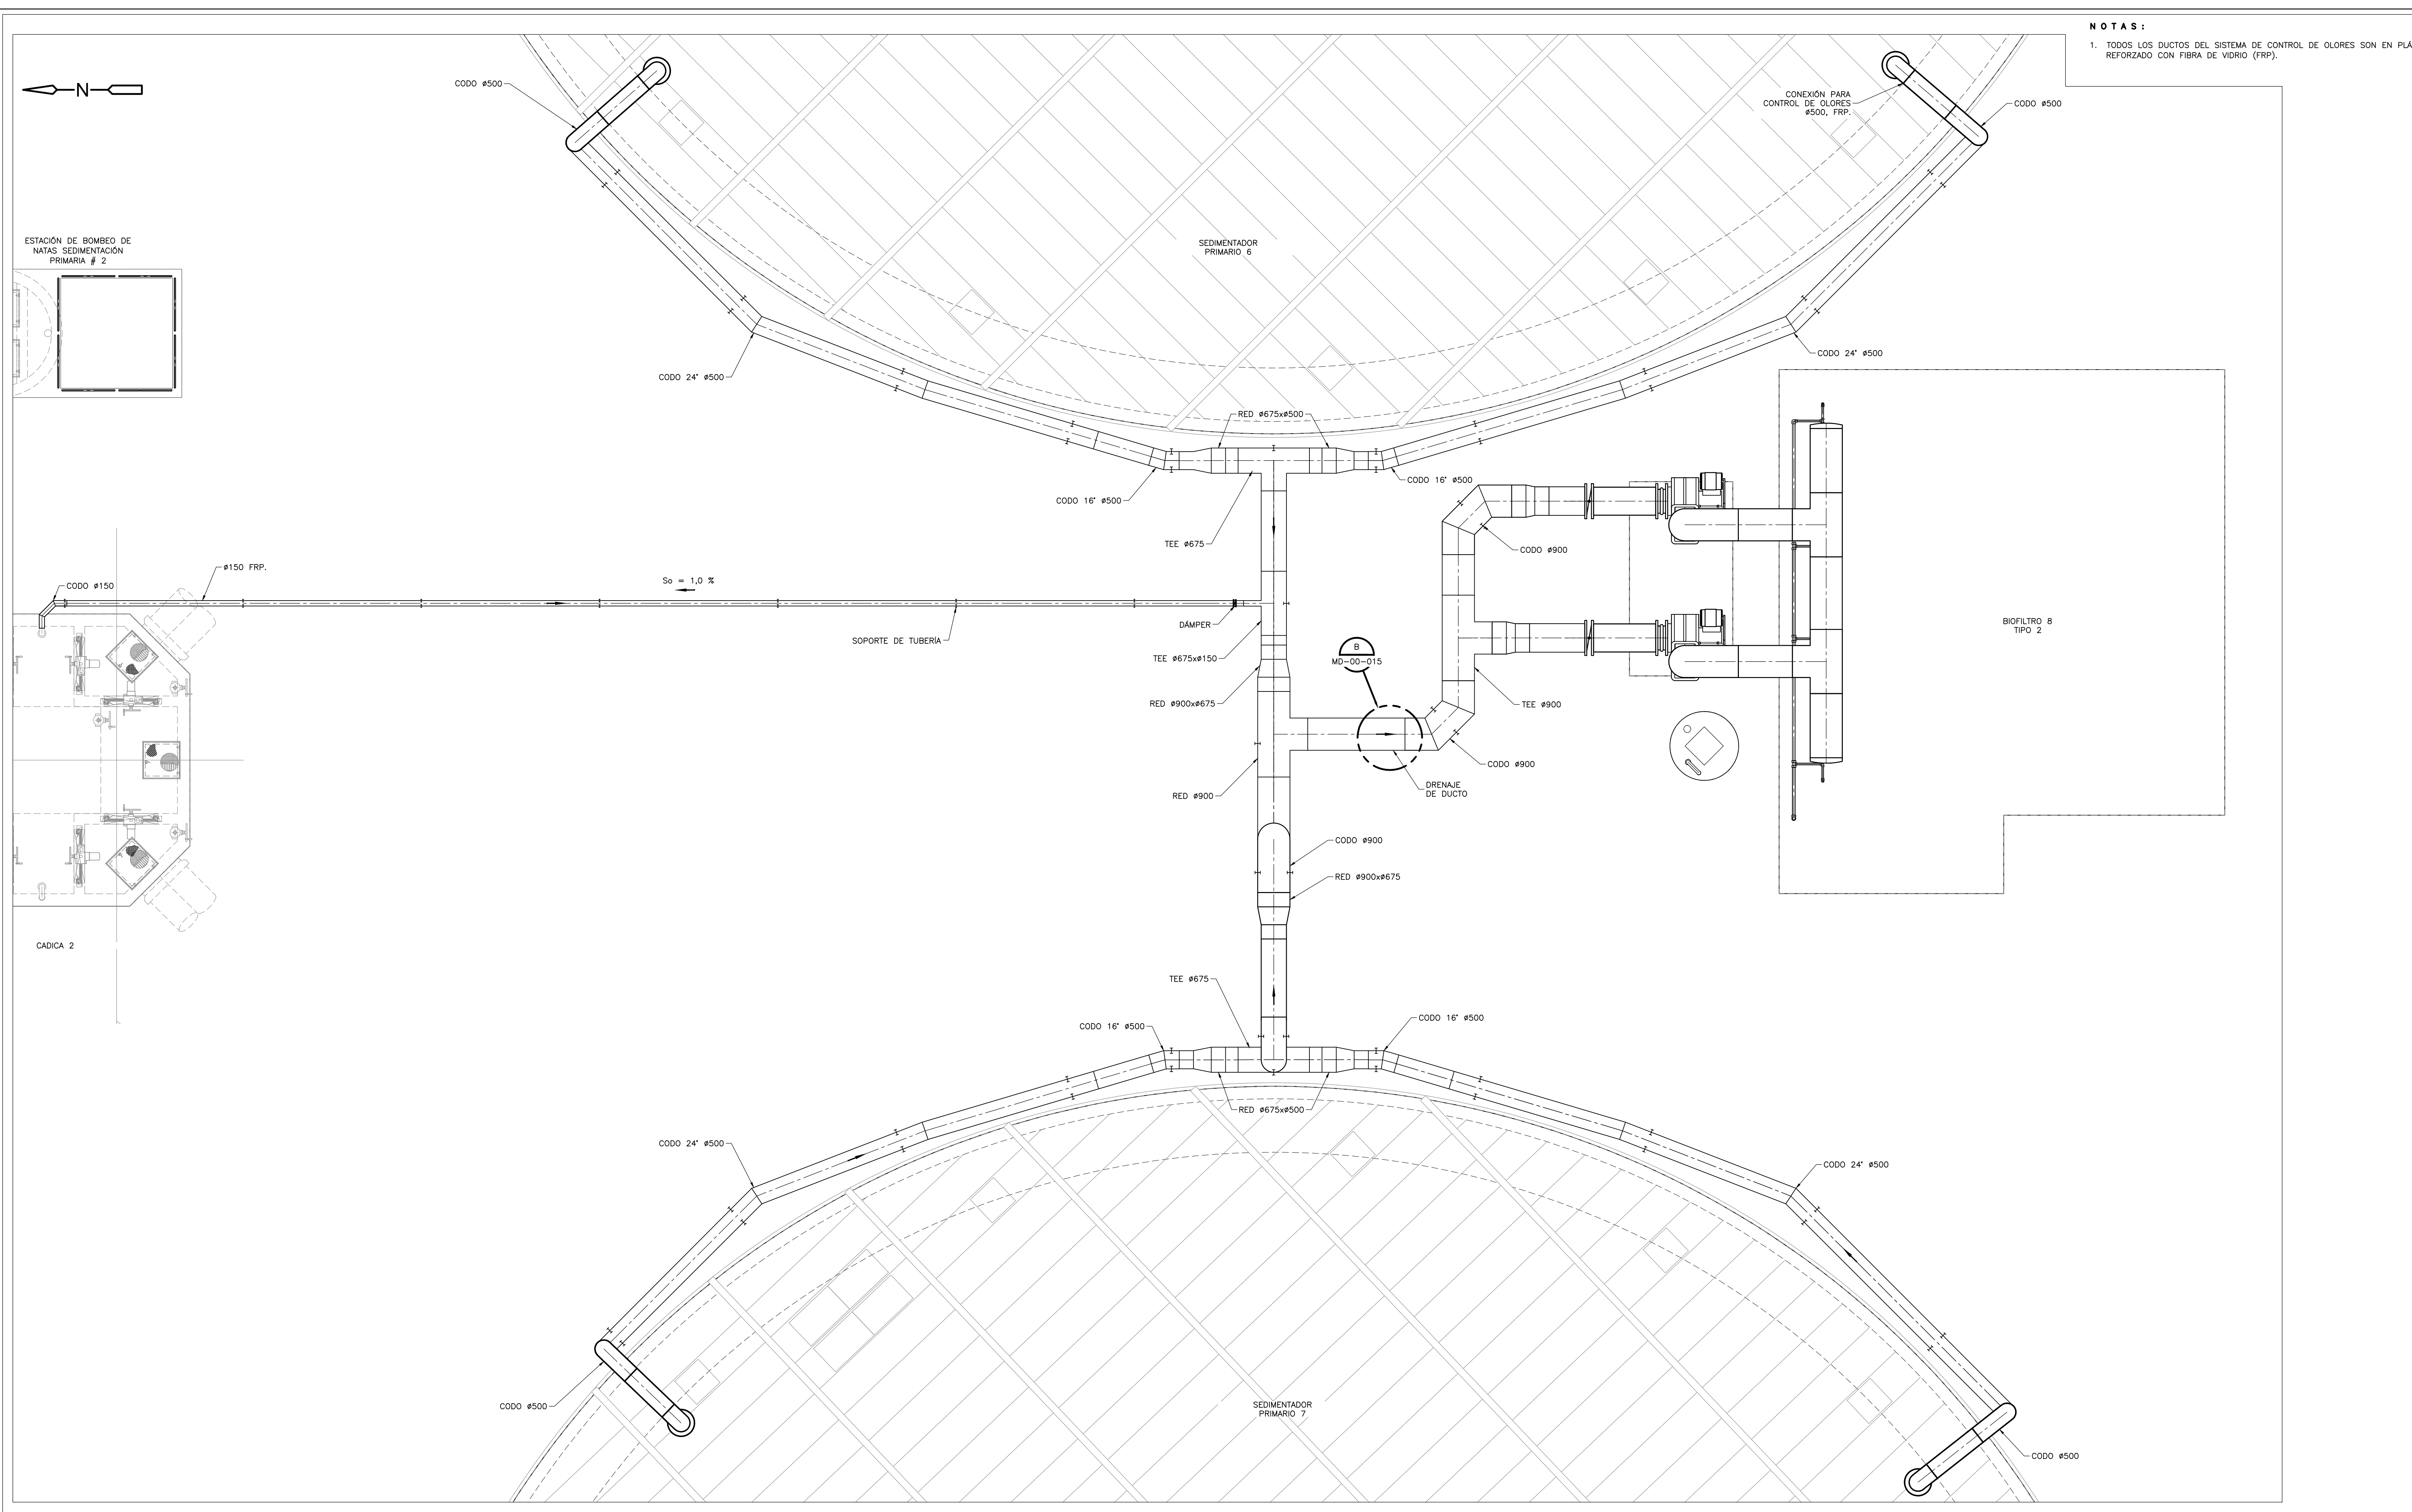 NOTAS:
1. TODOS LOS DUCTOS DEL SISTEMA DE CONTROL DE OLORES SON EN PLÁ
REFORZADO CON FIBRA DE VIDRIO (FRP).
N
CODO ø500
CONEXIÓN PARA
CONTROL DE OLORES
ø500, FRP.
CODO ø500
ESTACIÓN DE BOMBEO DE
NATAS SEDIMENTACIÓN
PRIMARIA # 2
SEDIMENTADOR
PRIMARIO 6
CODO 24° ø500
CODO 24° ø500
RED ø675xø500
CODO 16° ø500
CODO 16° ø500
TEE ø675
CODO ø900
CODO ø150
ø150 FRP.
So = 1,0 %
SOPORTE DE TUBERÍA
DÁMPER
BIOFILTRO 8
TIPO 2
TEE ø675xø150
B
MD-00-015
RED ø900xø675
TEE ø900
CODO ø900
RED ø900
DRENAJE
DE DUCTO
CODO ø900
RED ø900xø675
CADICA 2
TEE ø675
CODO 16° ø500
CODO 16° ø500
RED ø675xø500
CODO 24° ø500
CODO 24° ø500
CODO ø500
SEDIMENTADOR
PRIMARIO 7
CODO ø500